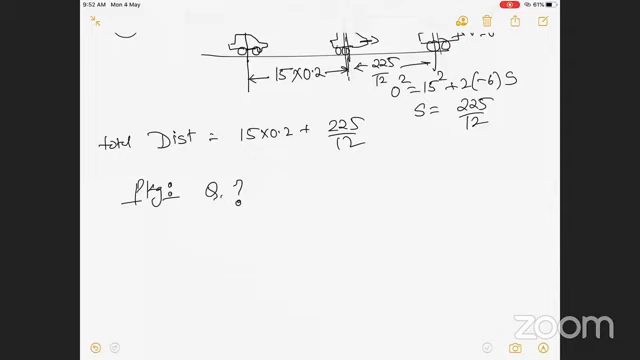 9:52 AM Mon 4 May
51%
15×0.2
225/12
0² = 15² + 2(-6) S
S = 225/12
total Dist = 15×0.2 + 225/12
Pkg: Q. ?
zoom